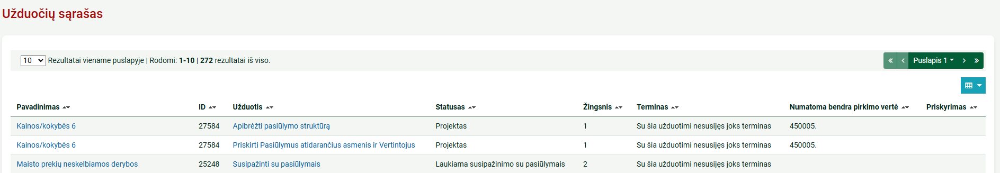 Užduočių sąrašas
10 Rezultatai viename puslapyje | Rodomi: 1-10 | 272 rezultatai iš viso.
« ‹ Puslapis 1 › »
Pavadinimas ID Užduotis Statusas Žingsnis Terminas Numatoma bendra pirkimo vertė Priskyrimas
Kainos/kokybės 6 27584 Apibrėžti pasiūlymo struktūrą Projektas 1 Su šia užduotimi nesusijęs joks terminas 450005.
Kainos/kokybės 6 27584 Priskirti Pasiūlymus atidarančius asmenis ir Vertintojus Projektas 1 Su šia užduotimi nesusijęs joks terminas 450005.
Maisto prekių neskelbiamos derybos 25248 Susipažinti su pasiūlymais Laukiama susipažinimo su pasiūlymais 2 Su šia užduotimi nesusijęs joks terminas